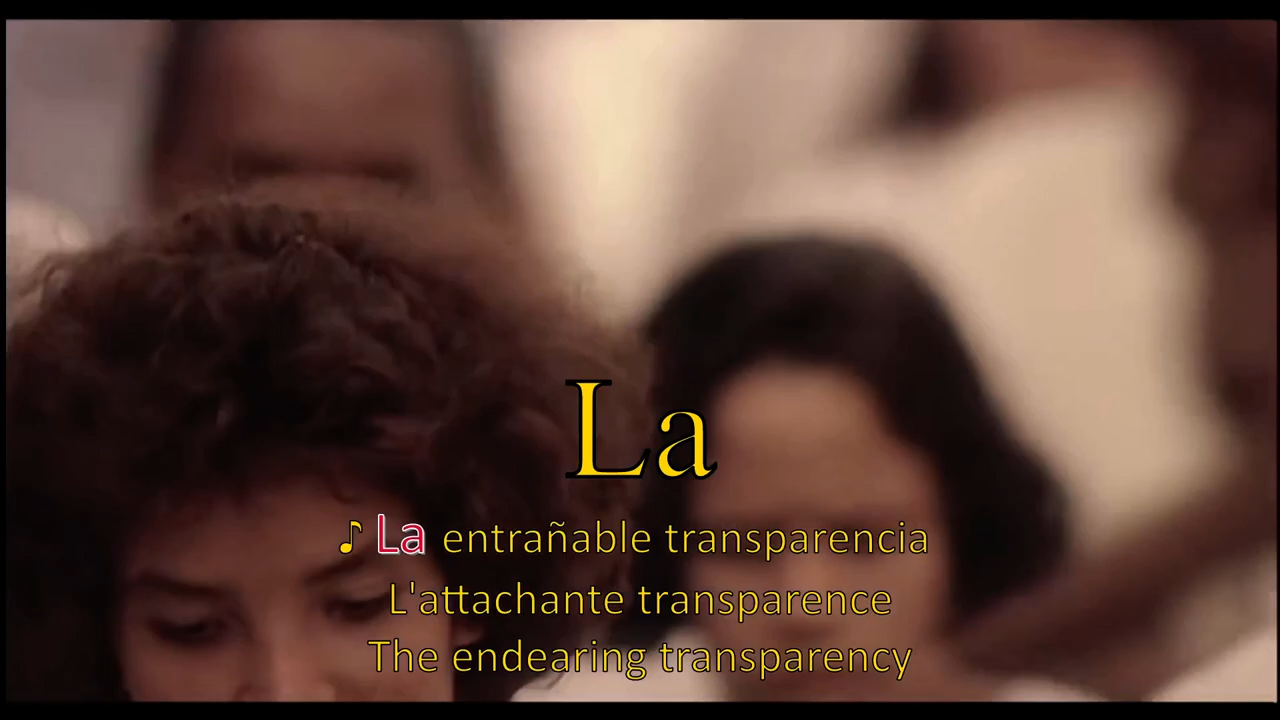 La
♪ La entrañable transparencia
L'attachante transparence
The endearing transparency